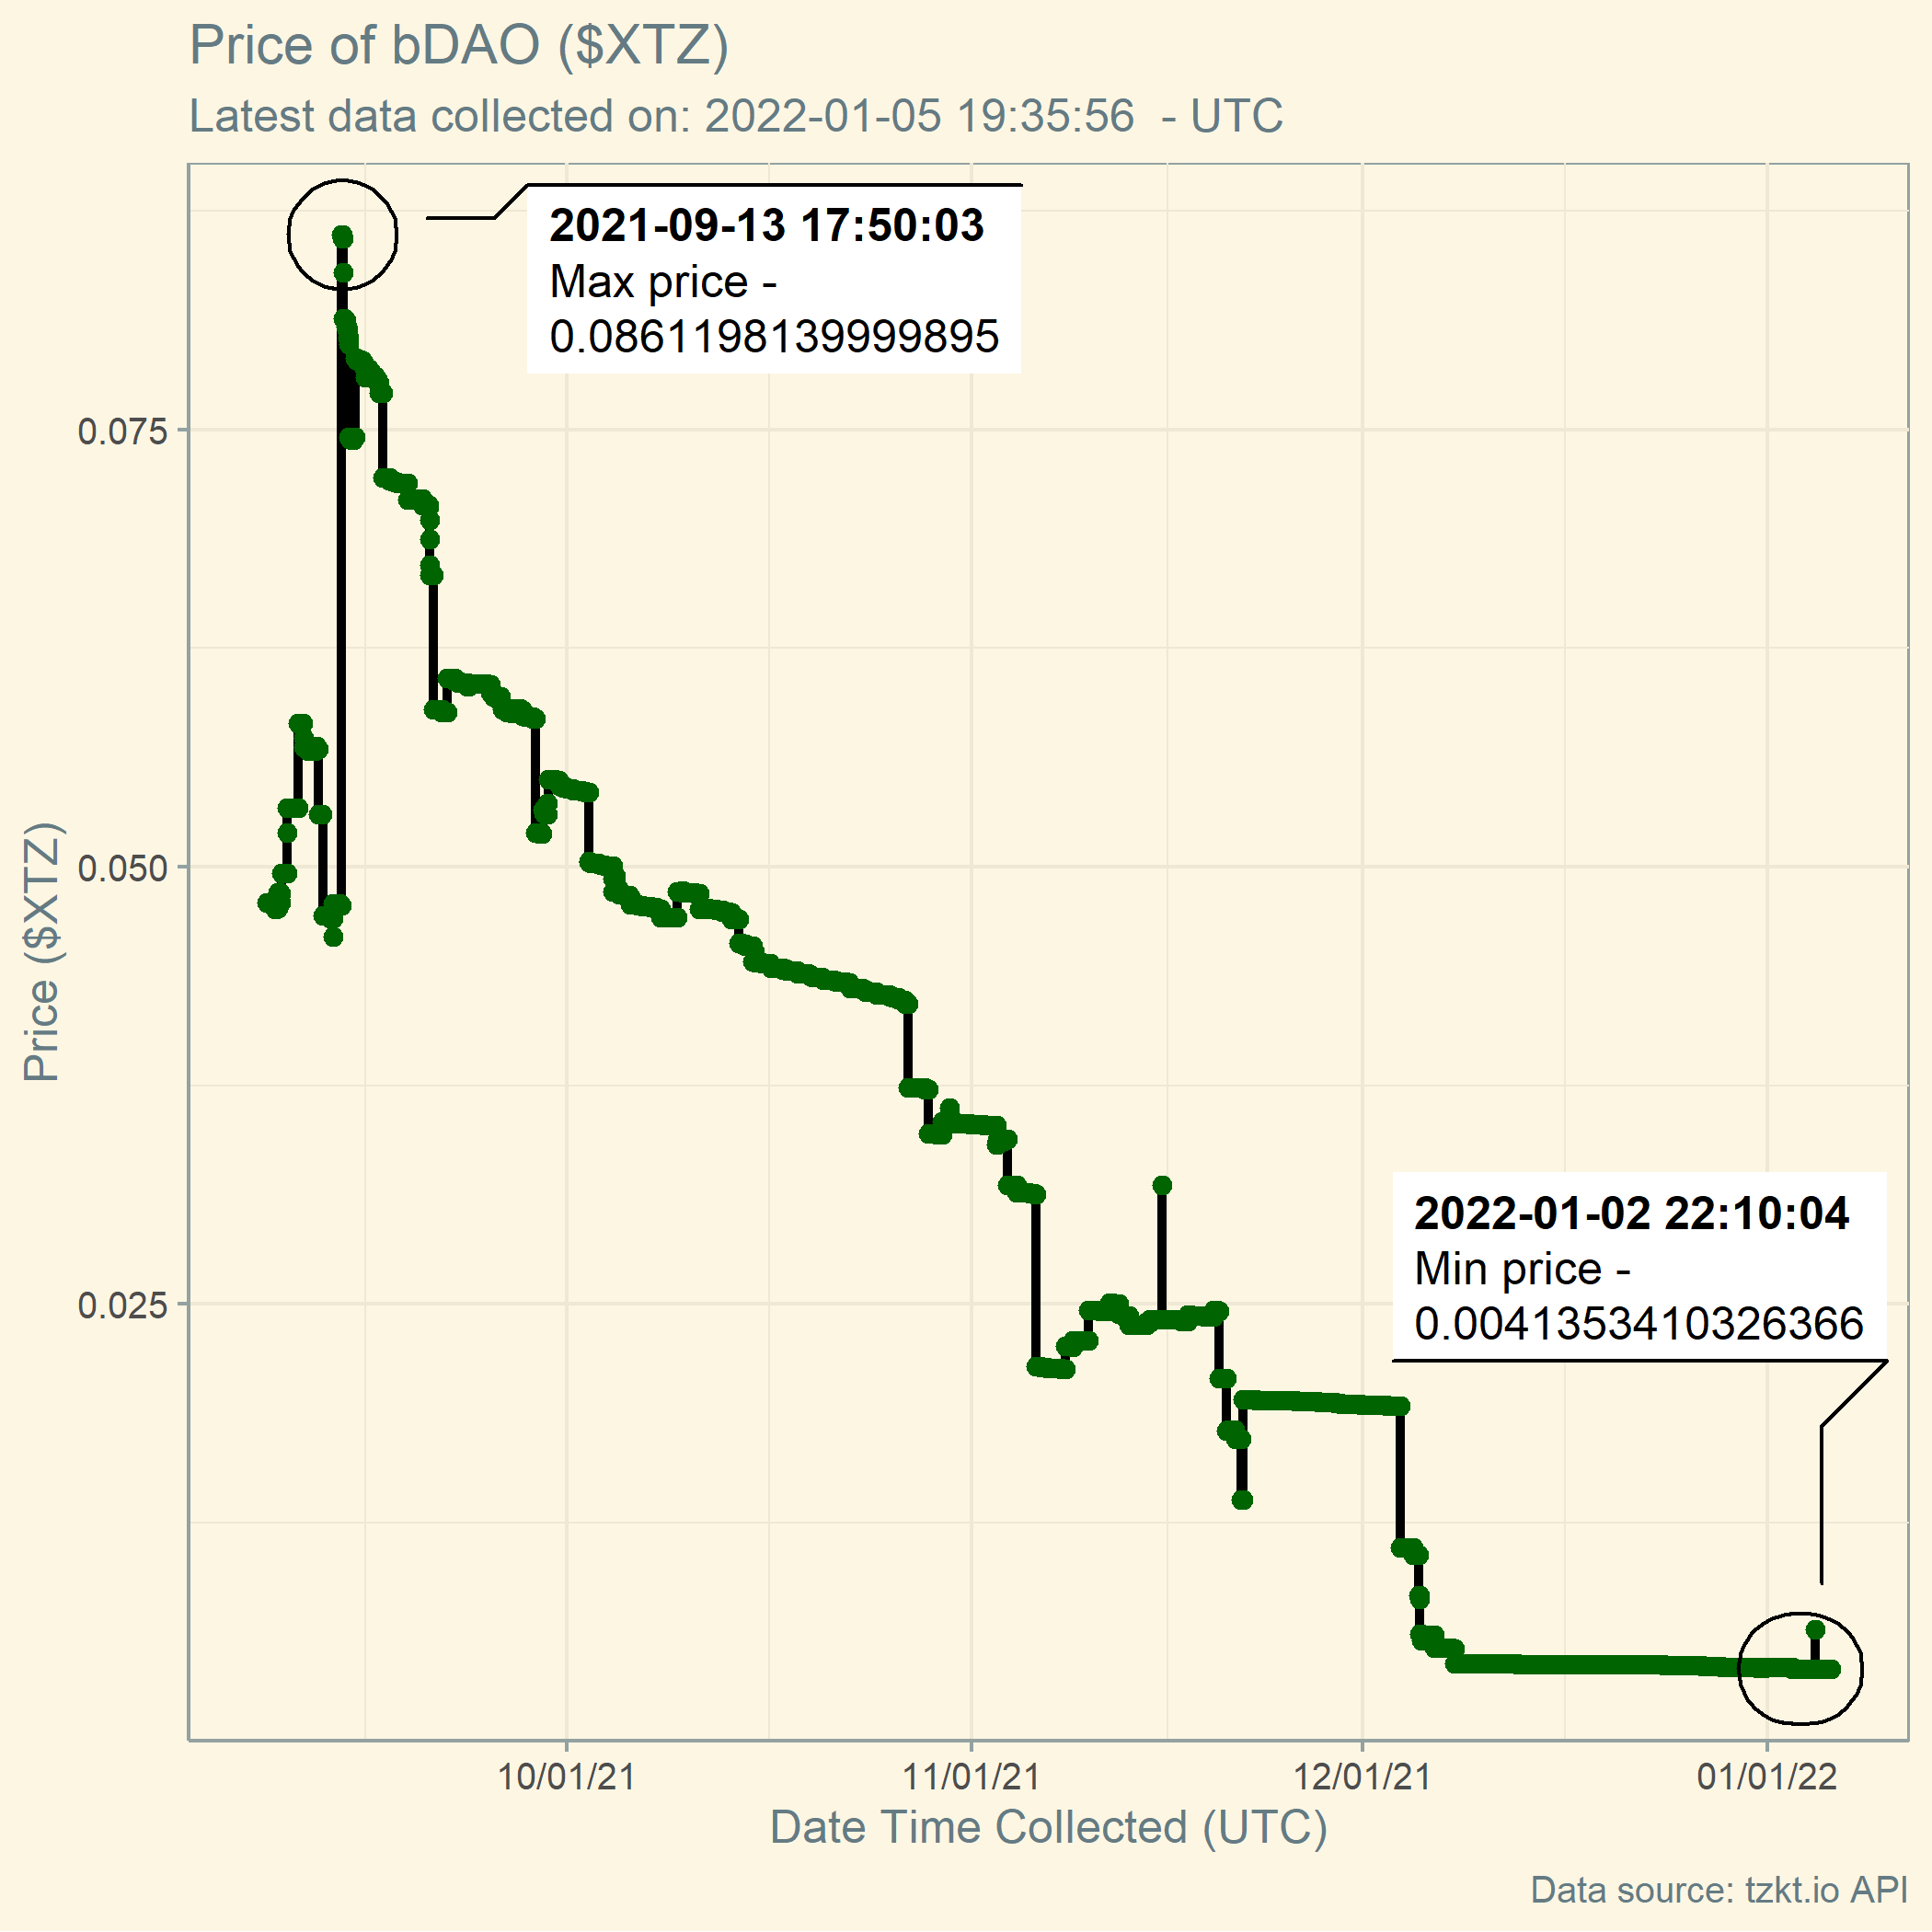 Price of bDAO ($XTZ)
Latest data collected on: 2022-01-05 19:35:56  - UTC
2021-09-13 17:50:03
Max price -
0.0861198139999895
0.075
0.050
0.025
Price ($XTZ)
2022-01-02 22:10:04
Min price -
0.00413534103263​66
10/01/21
11/01/21
12/01/21
01/01/22
Date Time Collected (UTC)
Data source: tzkt.io API